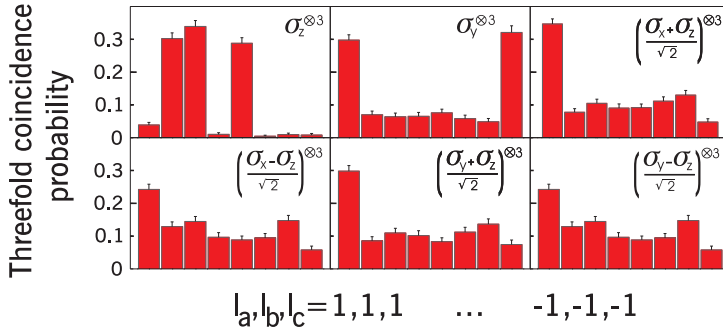 Threefold coincidence
probability
0.3
0.1
0
σz⊗3
σy⊗3
(σx+σz/√2)⊗3
0.3
0.2
0.1
0
(σx−σz/√2)⊗3
(σy+σz/√2)⊗3
(σy−σz/√2)⊗3
la,lb,lc=1,1,1 ... -1,-1,-1